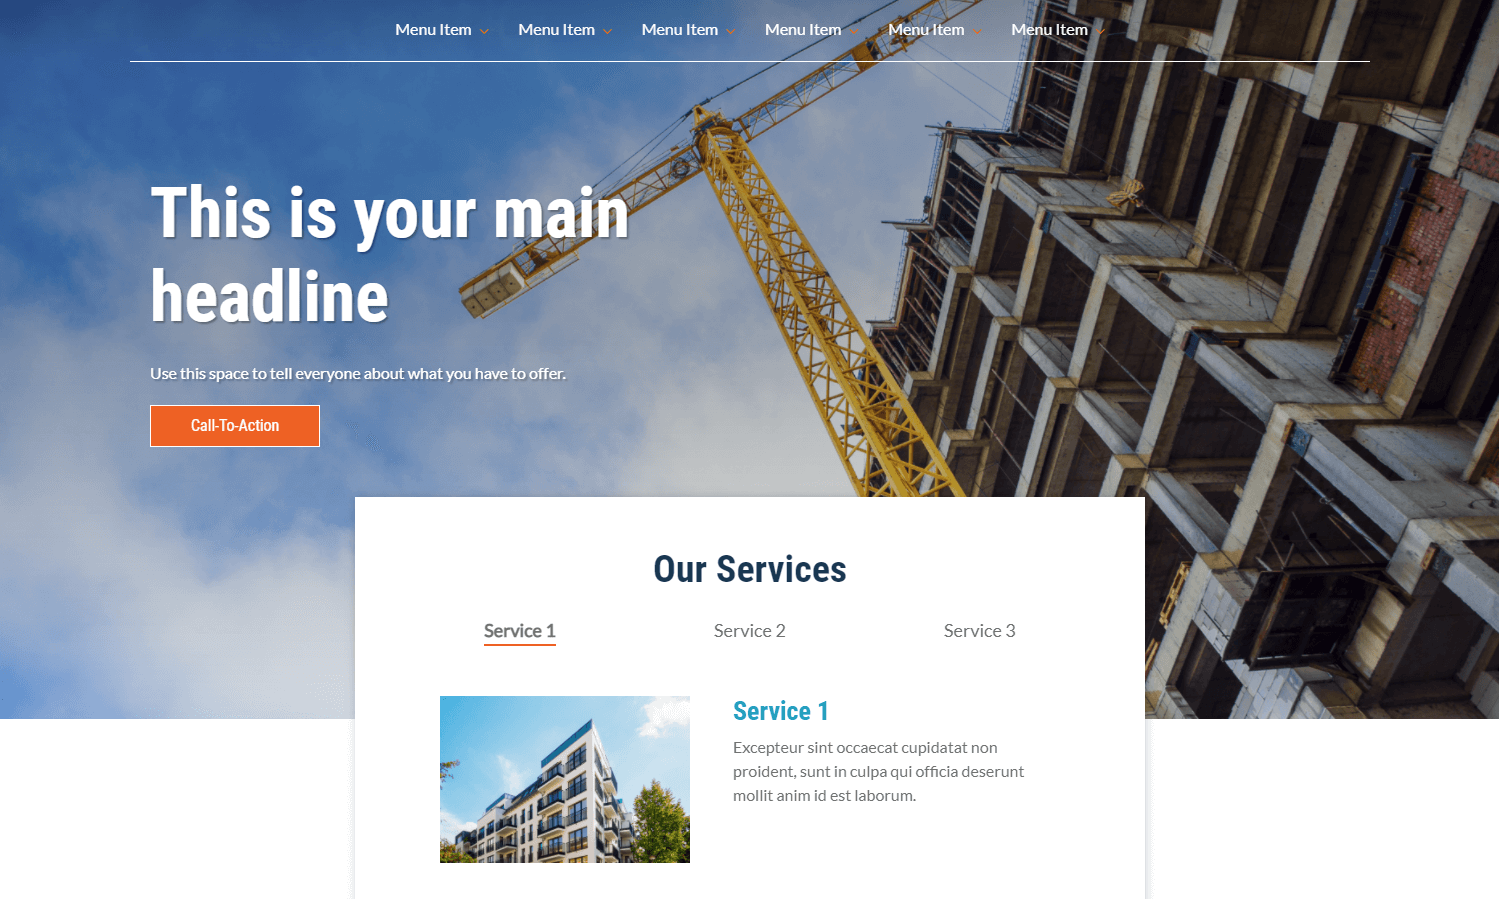 Menu Item Menu Item Menu Item Menu Item Menu Item Menu Item
This is your main
headline
Use this space to tell everyone about what you have to offer.
Call-To-Action
Our Services
Service 1 Service 2 Service 3
Service 1
Excepteur sint occaecat cupidatat non
proident, sunt in culpa qui officia deserunt
mollit anim id est laborum.